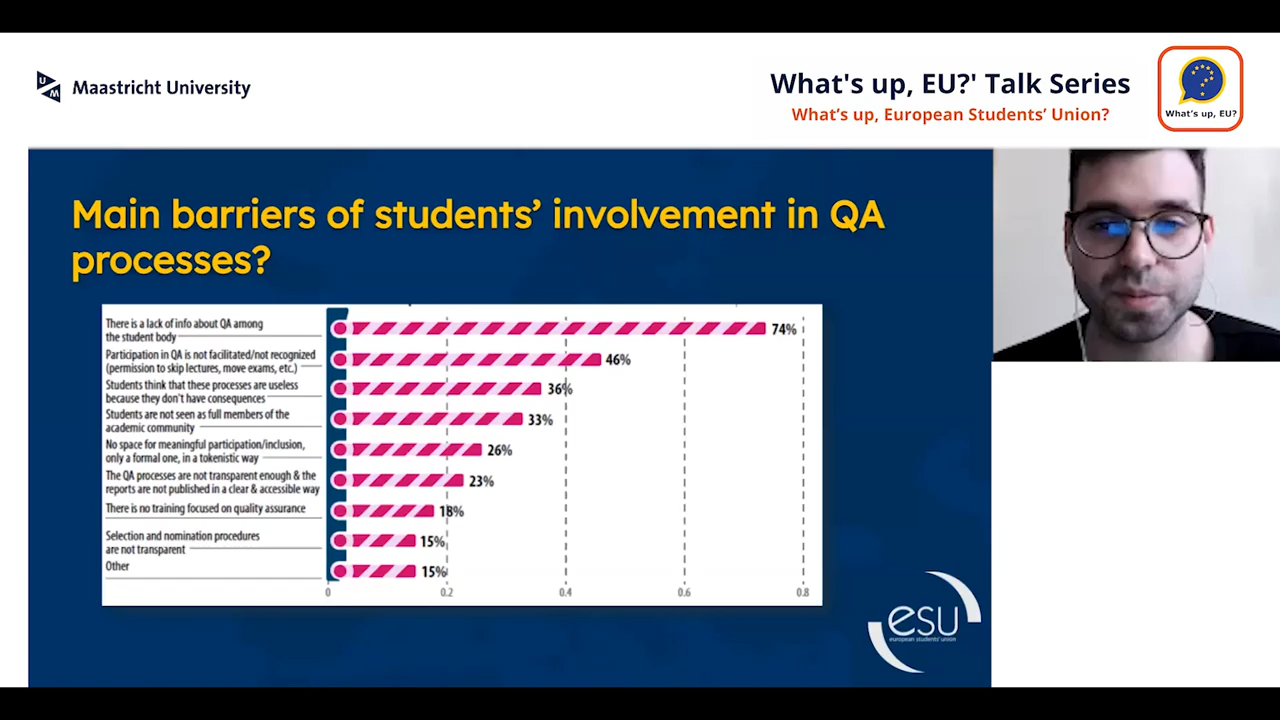 U
M
Maastricht University
What's up, EU?' Talk Series
What's up, European Students' Union?
What's up, EU?
Main barriers of students' involvement in QA
processes?
There is a lack of info about QA among
the student body
74%
Participation in QA is not facilitated/not recognized
(permission to skip lectures, move exams, etc.)
46%
Students think that these processes are useless
because they don't have consequences
36%
Students are not seen as full members of the
academic community
33%
No space for meaningful participation/inclusion,
only a formal one, in a tokenistic way
26%
The QA processes are not transparent enough & the
reports are not published in a clear & accessible way
23%
There is no training focused on quality assurance
18%
Selection and nomination procedures
are not transparent
15%
Other
15%
0 0.2 0.4 0.6 0.8
esu
european students' union